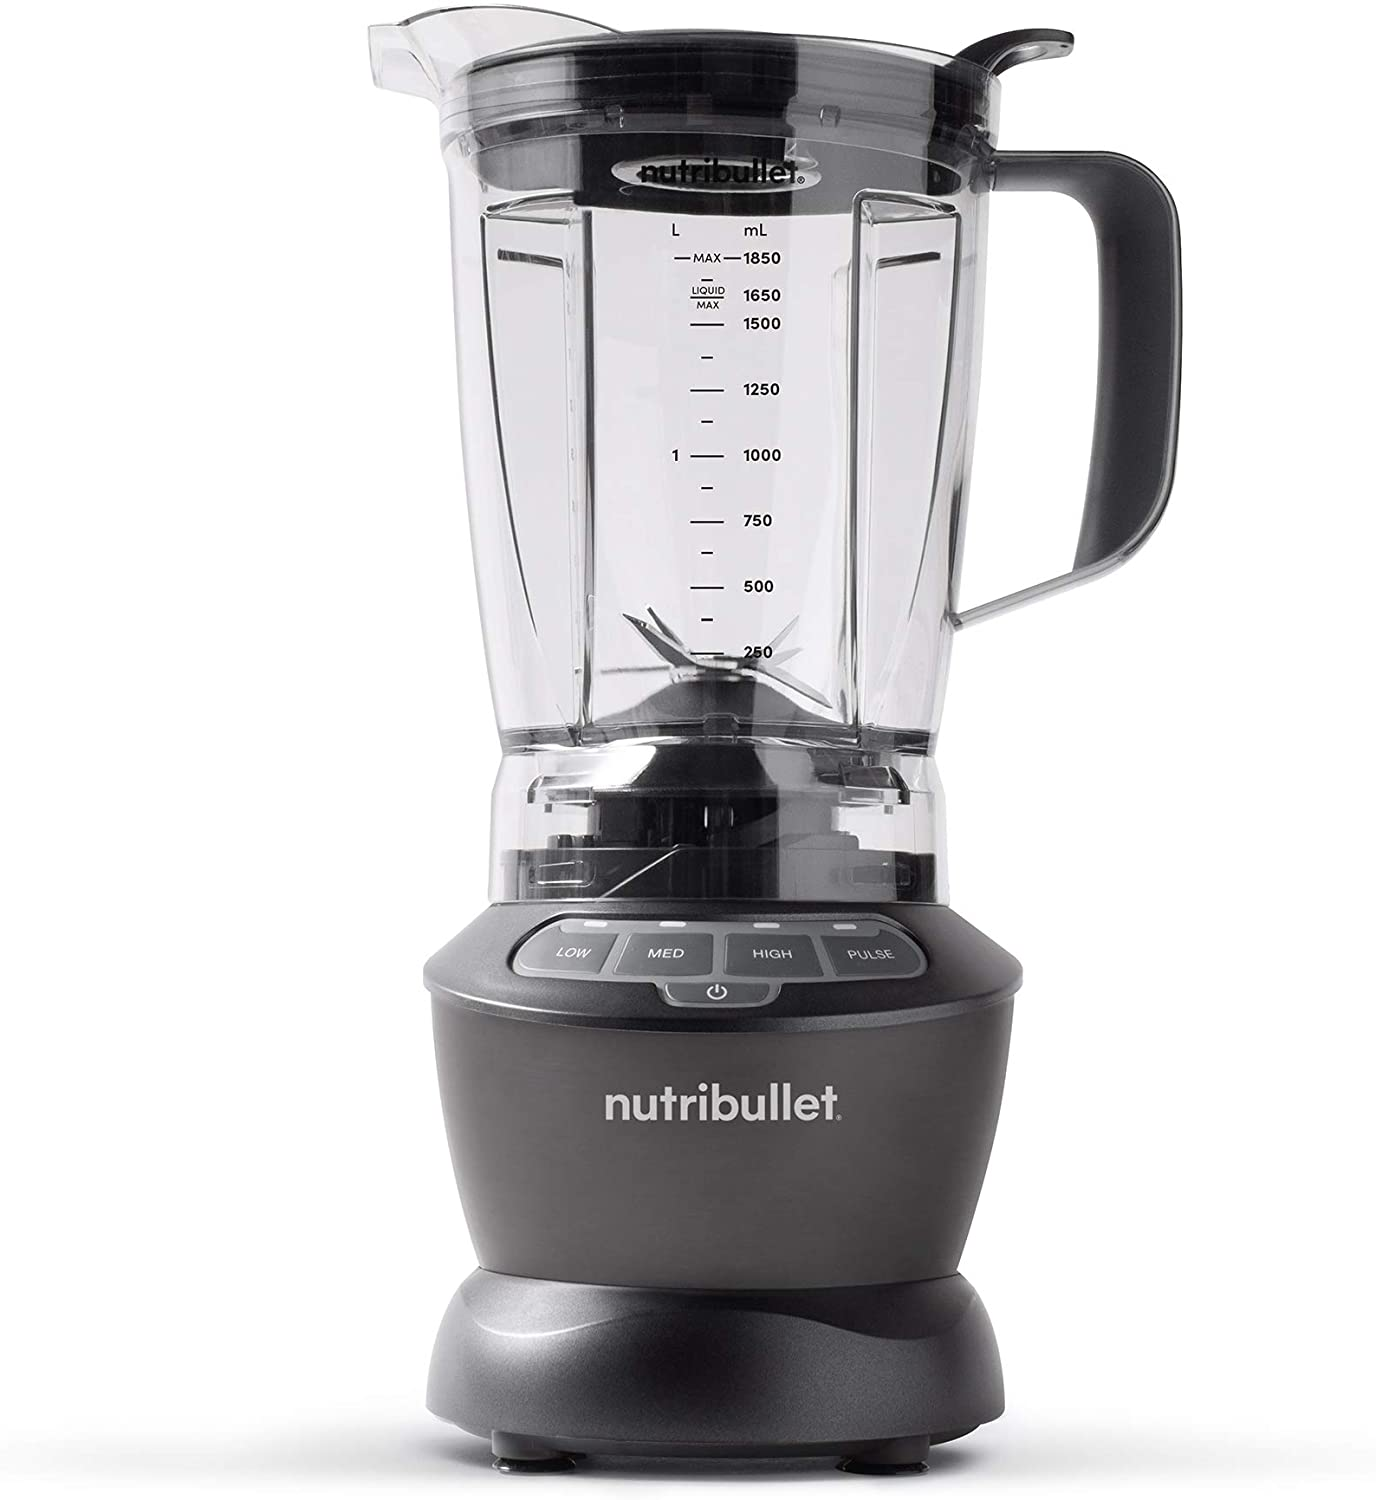 nutribullet®
L mL
MAX 1850
LIQUID
MAX
1650
1500
1250
1 1000
750
500
250
LOW MED HIGH PULSE
nutribullet®